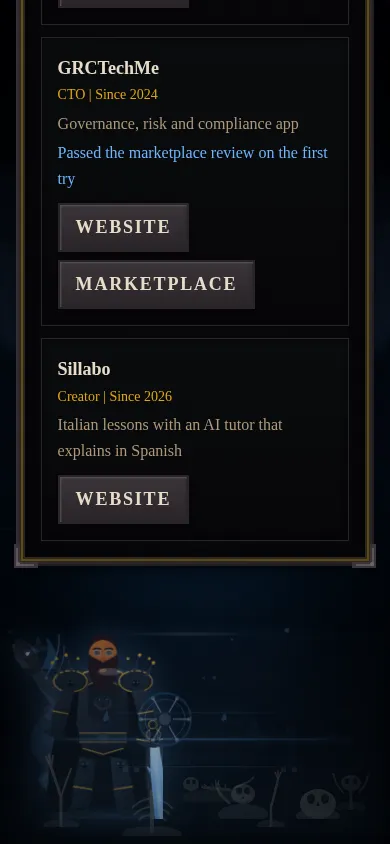 GRCTechMe
CTO | Since 2024
Governance, risk and compliance app
Passed the marketplace review on the first
try
WEBSITE
MARKETPLACE
Sillabo
Creator | Since 2026
Italian lessons with an AI tutor that
explains in Spanish
WEBSITE